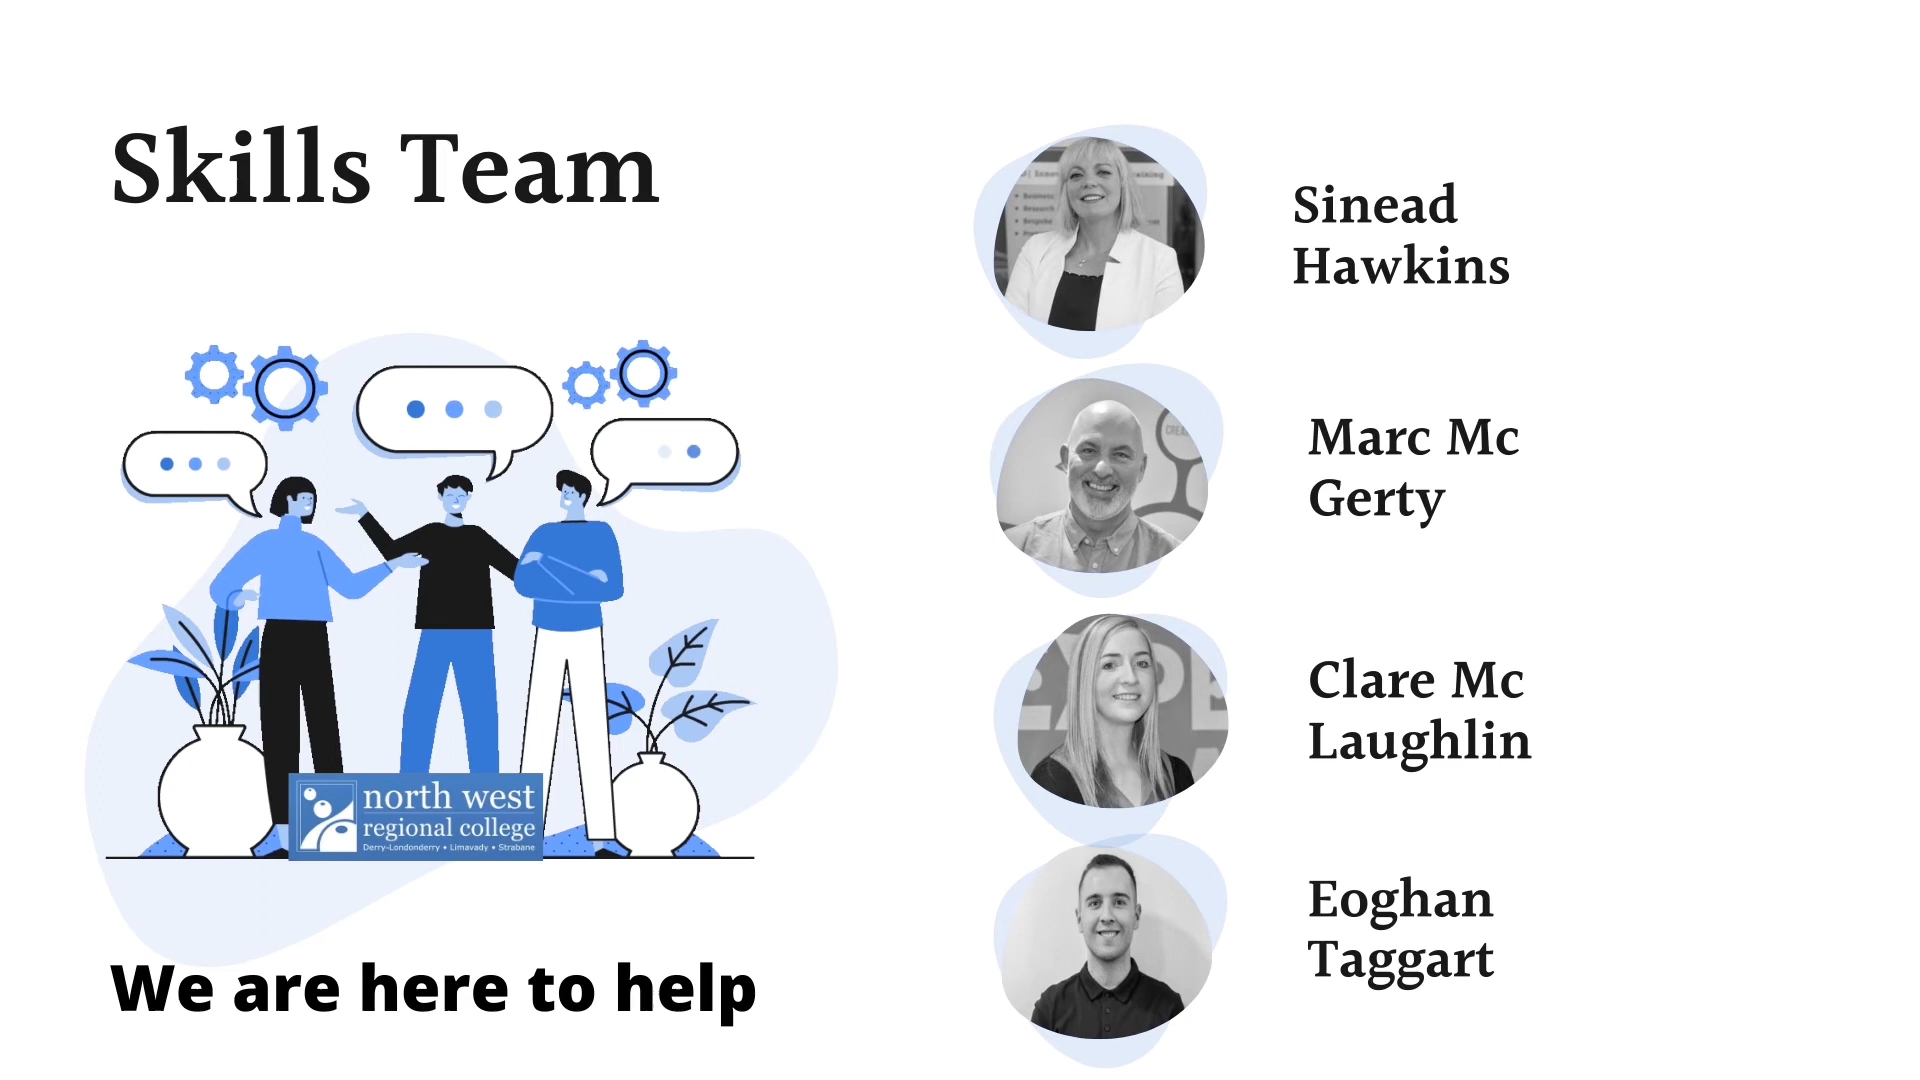 Skills Team
north west
regional college
Derry-Londonderry • Limavady • Strabane
We are here to help
Sinead
Hawkins
Marc Mc
Gerty
Clare Mc
Laughlin
Eoghan
Taggart